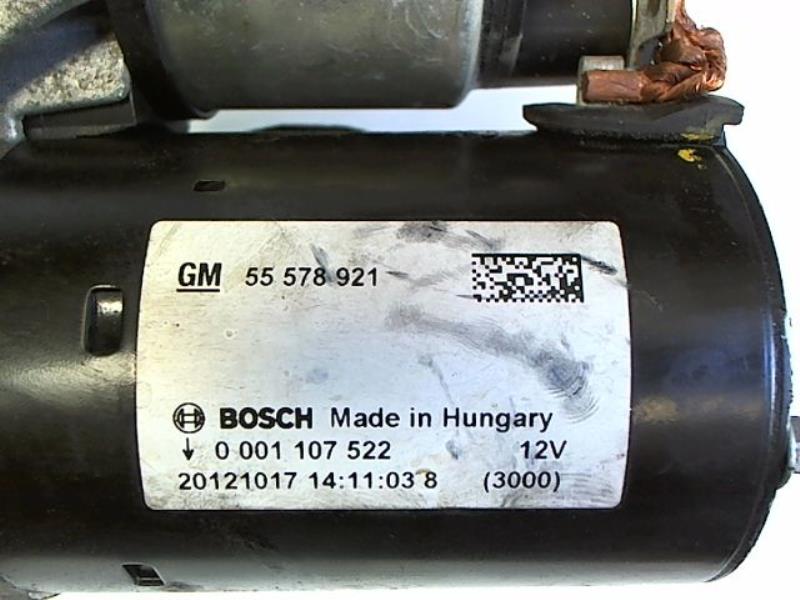 GM 55 578 921
BOSCH Made in Hungary
0 001 107 522 12V
20121017 14:11:03 8 (3000)